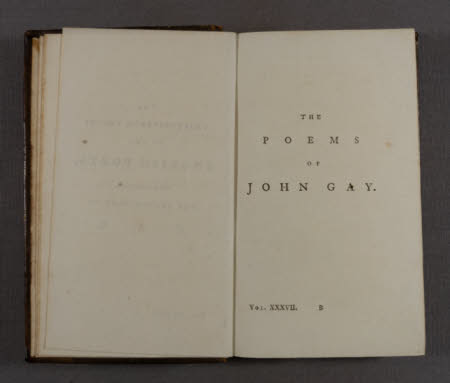 THE
POEMS
OF
JOHN GAY.
VOL. XXXVII. B